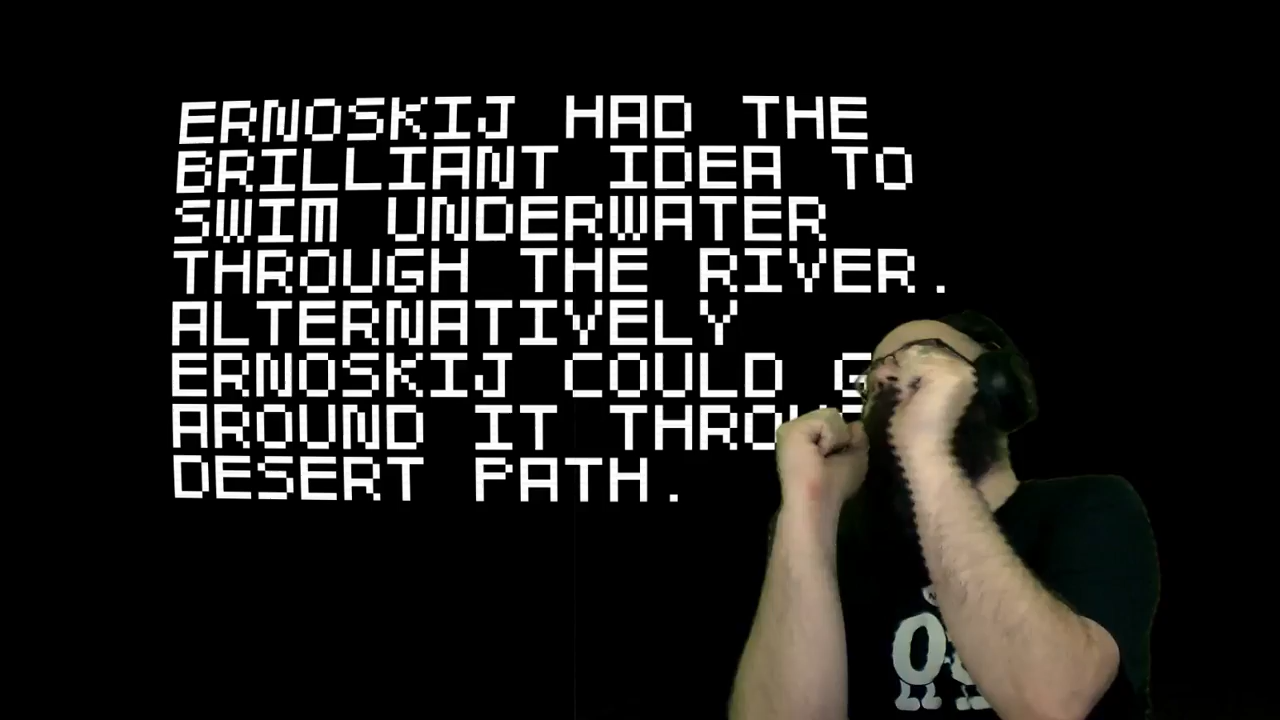 ERNOSKIJ HAD THE
BRILLIANT IDEA TO
SWIM UNDERWATER
THROUGH THE RIVER.
ALTERNATIVELY
ERNOSKIJ COULD
AROUND IT
DESERT PATH.